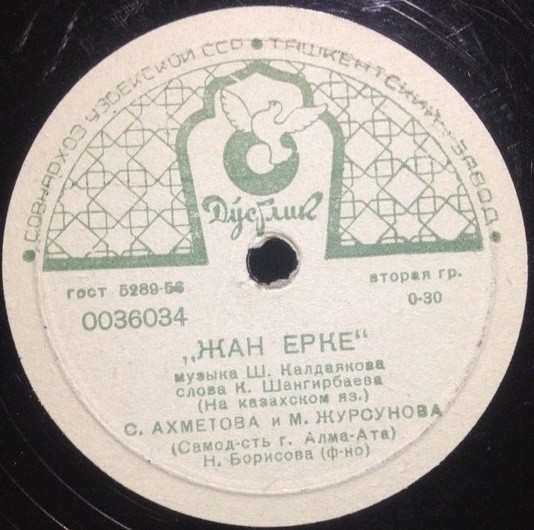 СОВНАРХОЗ УЗБЕКСКОЙ ССР • ТАШКЕНТСКИЙ ЗАВОД
Дӯстлик
гост 5289-56
вторая гр.
0036034
0-30
„ЖАН ЕРКЕ“
музыка Ш. Калдаякова
слова К. Шангирбаева
(На казахском яз.)
С. АХМЕТОВА и М. ЖУРСУНОВА
(Самод-сть г. Алма-Ата)
Н. Борисова (ф-но)